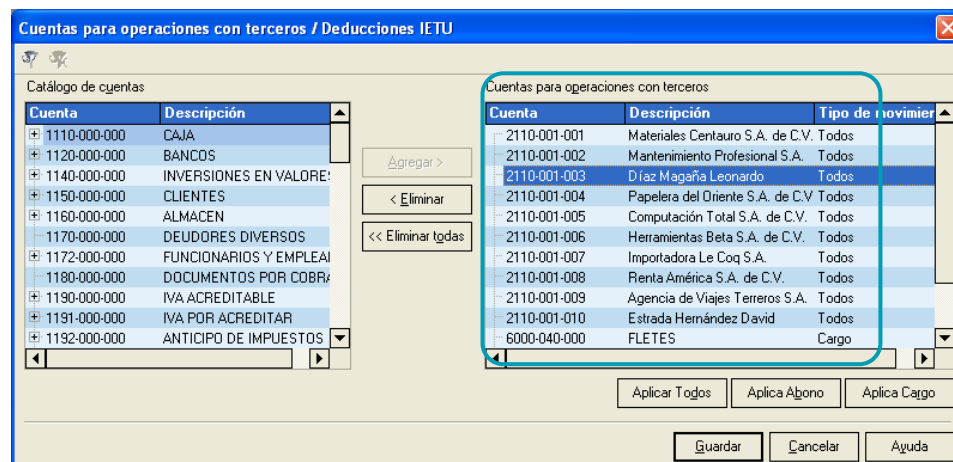 Cuentas para operaciones con terceros / Deducciones IETU
Catálogo de cuentas
Cuenta Descripción
1110-000-000 CAJA
1120-000-000 BANCOS
1140-000-000 INVERSIONES EN VALORES
1150-000-000 CLIENTES
1160-000-000 ALMACEN
1170-000-000 DEUDORES DIVERSOS
1172-000-000 FUNCIONARIOS Y EMPLEA
1180-000-000 DOCUMENTOS POR COBRA
1190-000-000 IVA ACREDITABLE
1191-000-000 IVA POR ACREDITAR
1192-000-000 ANTICIPO DE IMPUESTOS
Agregar >
< Eliminar
<< Eliminar todas
Cuentas para operaciones con terceros
Cuenta Descripción Tipo de movimier
2110-001-001 Materiales Centauro S.A. de C.V. Todos
2110-001-002 Mantenimiento Profesional S.A. Todos
2110-001-003 Díaz Magaña Leonardo Todos
2110-001-004 Papelera del Oriente S.A. de C.V Todos
2110-001-005 Computación Total S.A. de C.V. Todos
2110-001-006 Herramientas Beta S.A. de C.V. Todos
2110-001-007 Importadora Le Coq S.A. Todos
2110-001-008 Renta América S.A. de C.V. Todos
2110-001-009 Agencia de Viajes Terreros S.A. Todos
2110-001-010 Estrada Hernández David Todos
6000-040-000 FLETES Cargo
Aplicar Todos Aplica Abono Aplica Cargo
Guardar Cancelar Ayuda